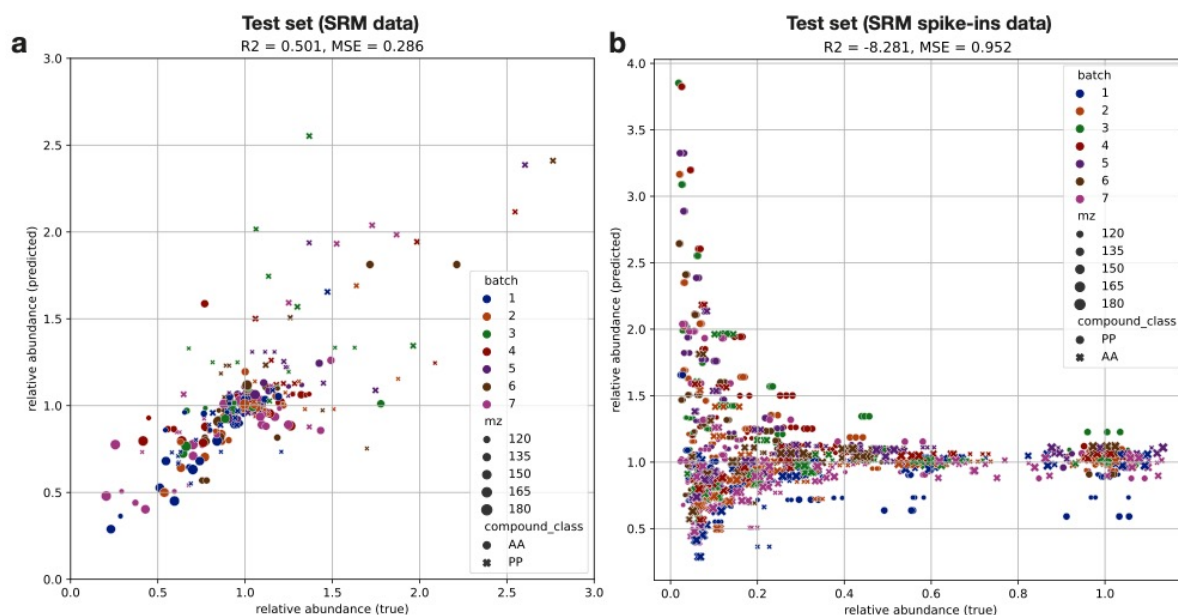 a
Test set (SRM data)
R2 = 0.501, MSE = 0.286
relative abundance (predicted)
3.0
2.5
2.0
1.5
1.0
0.5
0.0
0.0 0.5 1.0 1.5 2.0 2.5 3.0
relative abundance (true)
batch
1
2
3
4
5
6
7
mz
120
135
150
165
180
compound_class
AA
PP
b
Test set (SRM spike-ins data)
R2 = -8.281, MSE = 0.952
relative abundance (predicted)
4.0
3.5
3.0
2.5
2.0
1.5
1.0
0.5
0.0 0.2 0.4 0.6 0.8 1.0
relative abundance (true)
batch
1
2
3
4
5
6
7
mz
120
135
150
165
180
compound_class
PP
AA